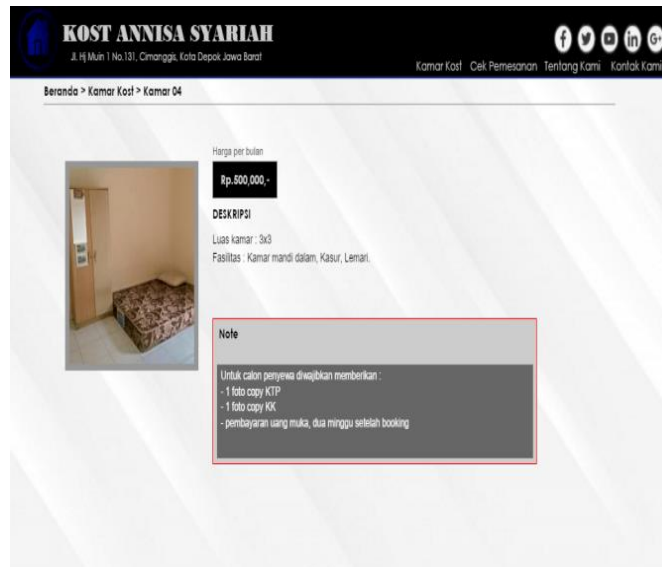 KOST ANNISA SYARIAH
Jl. Hj Muin 1 No.131, Cimanggis, Kota Depok Jawa Barat
Kamar Kost Cek Pemesanan Tentang Kami Kontak Kami
Beranda > Kamar Kost > Kamar 04
Harga per bulan
Rp.500,000,-
DESKRIPSI
Luas kamar : 3x3
Fasilitas : Kamar mandi dalam, Kasur, Lemari.
Note
Untuk calon penyewa diwajibkan memberikan :
- 1 foto copy KTP
- 1 foto copy KK
- pembayaran uang muka, dua minggu setelah booking